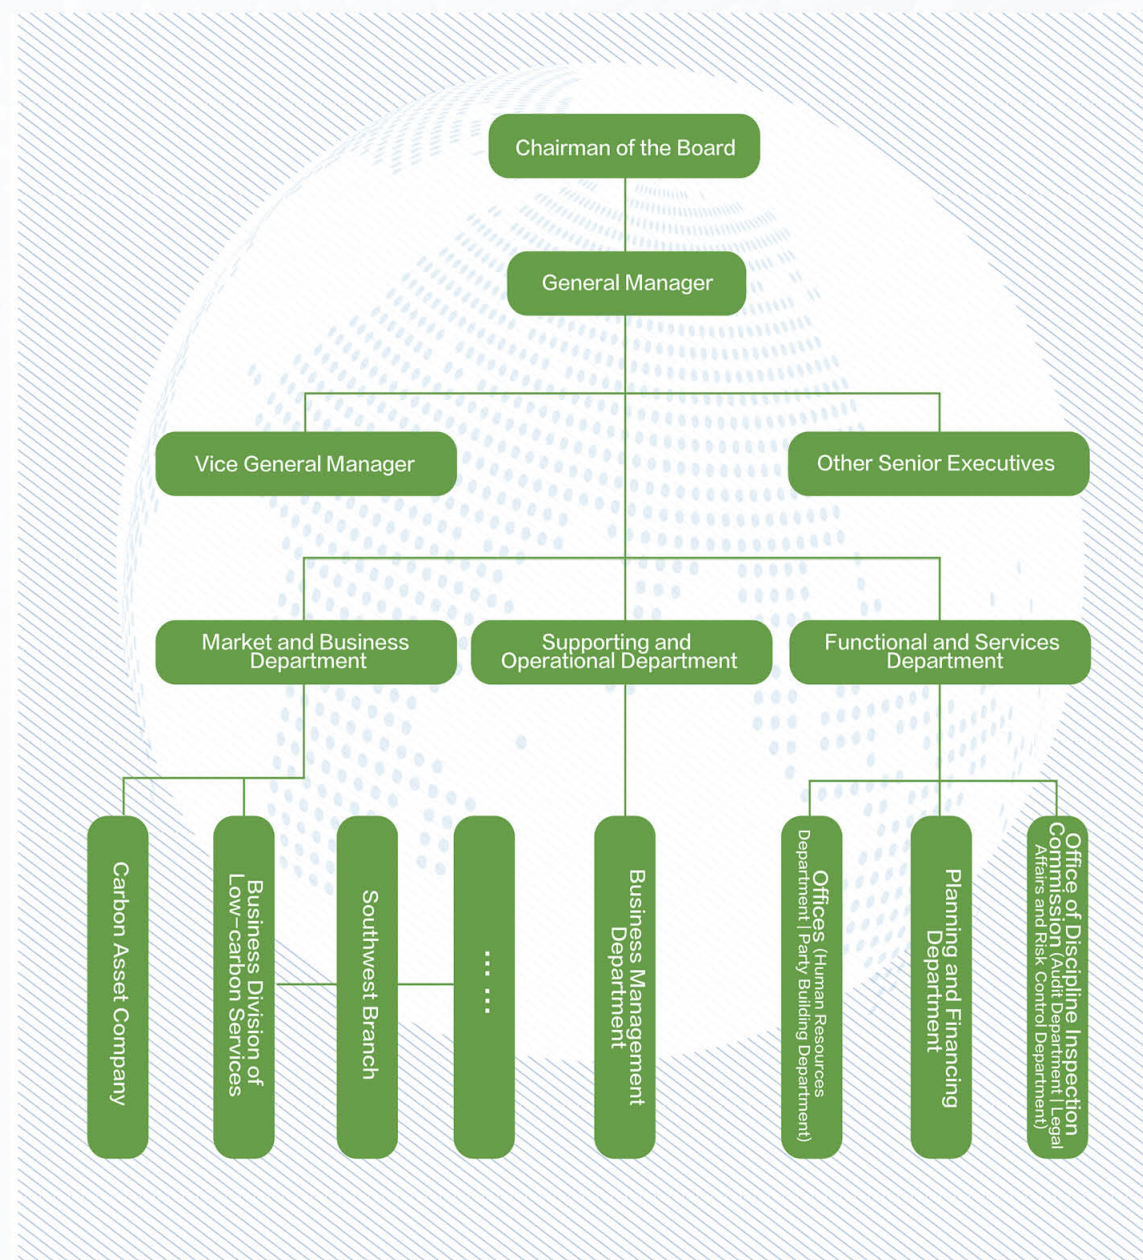 Chairman of the Board
General Manager
Vice General Manager
Other Senior Executives
Market and Business
Department
Supporting and
Operational Department
Functional and Services
Department
Carbon Asset Company
Business Division of
Low-carbon Services
Southwest Branch
... ...
Business Management
Department
Offices (Human Resources
Department | Party Building Department)
Planning and Financing
Department
Office of Discipline Inspection
Commission (Audit Department | Legal
Affairs and Risk Control Department)